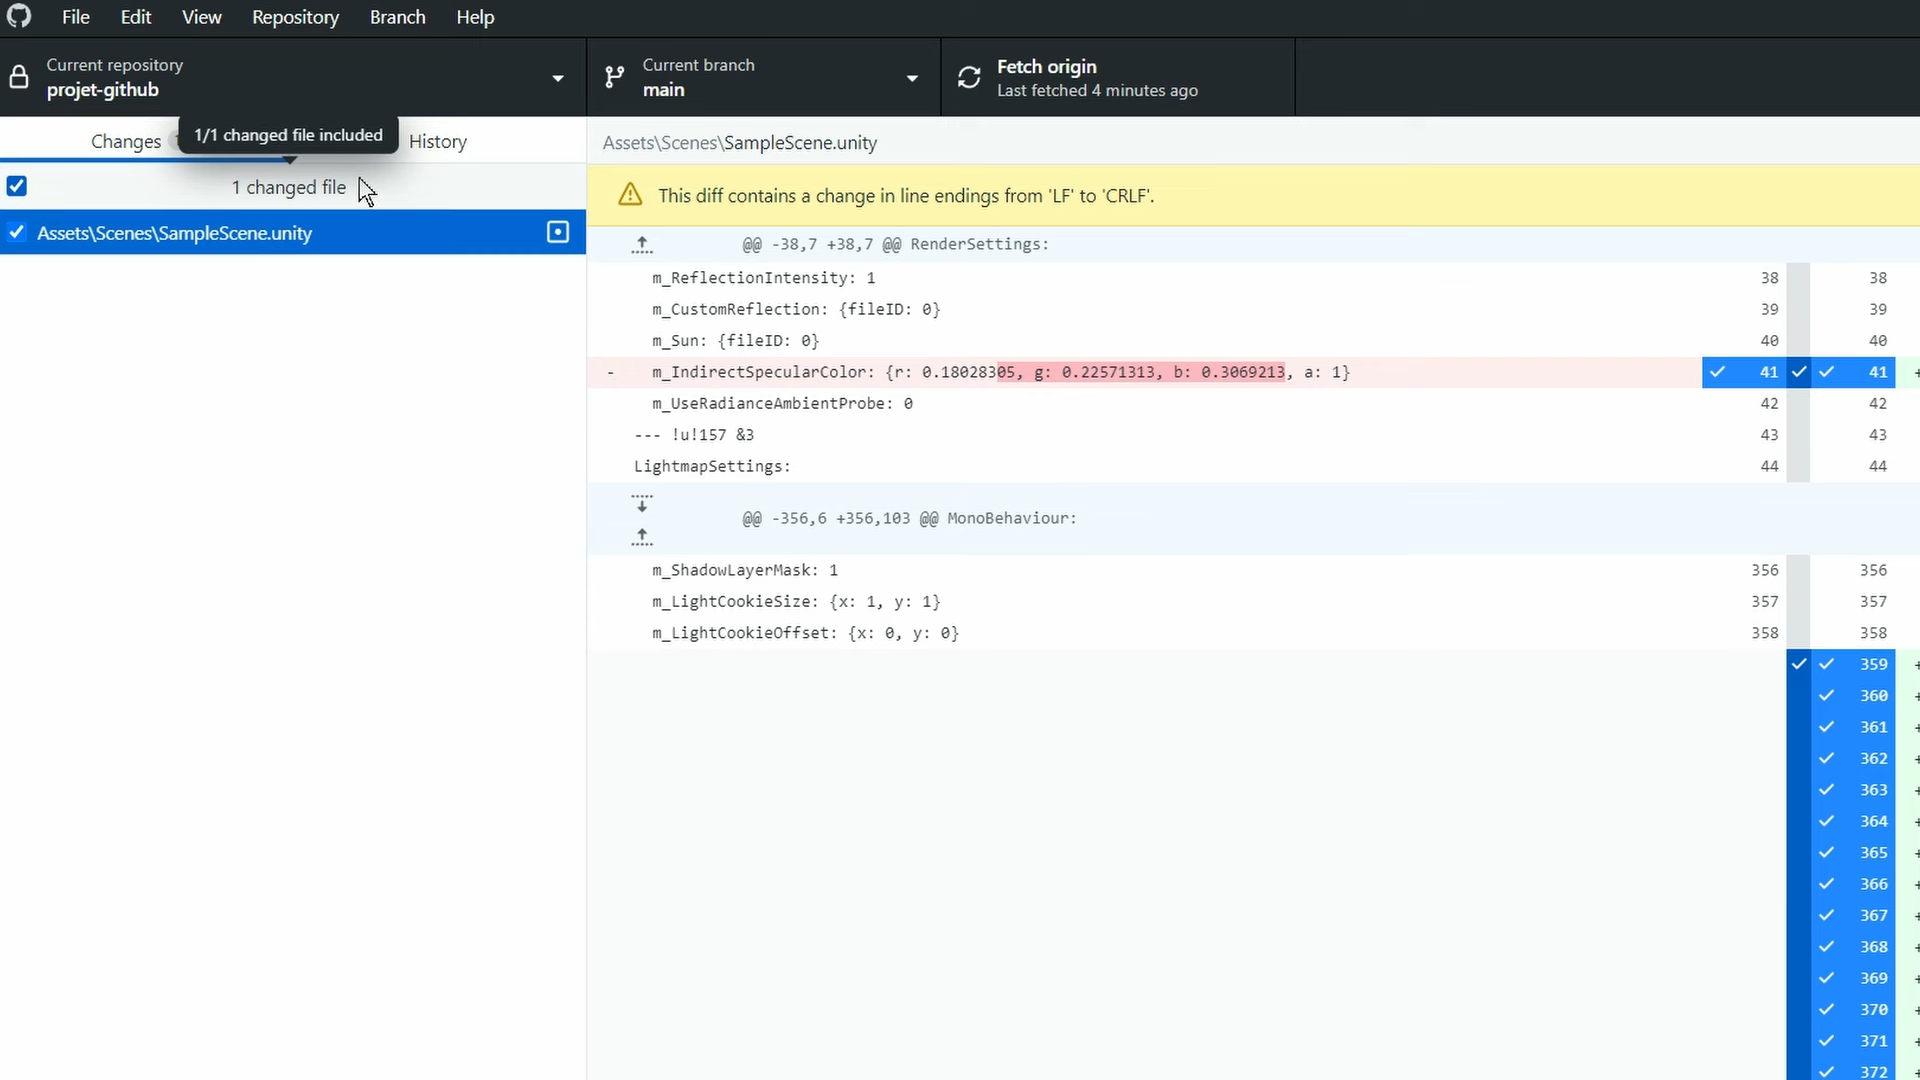 File Edit View Repository Branch Help
Current repository
projet-github
Current branch
main
Fetch origin
Last fetched 4 minutes ago
Changes
1/1 changed file included
History
1 changed file
Assets\Scenes\SampleScene.unity
Assets\Scenes\SampleScene.unity
This diff contains a change in line endings from 'LF' to 'CRLF'.
@@ -38,7 +38,7 @@ RenderSettings:
m_ReflectionIntensity: 1 38 38
m_CustomReflection: {fileID: 0} 39 39
m_Sun: {fileID: 0} 40 40
- m_IndirectSpecularColor: {r: 0.18028305, g: 0.22571313, b: 0.3069213, a: 1} 41 41 +
m_UseRadianceAmbientProbe: 0 42 42
--- !u!157 &3 43 43
LightmapSettings: 44 44
@@ -356,6 +356,103 @@ MonoBehaviour:
m_ShadowLayerMask: 1 356 356
m_LightCookieSize: {x: 1, y: 1} 357 357
m_LightCookieOffset: {x: 0, y: 0} 358 358
359 +
360 +
361 +
362 +
363 +
364 +
365 +
366 +
367 +
368 +
369 +
370 +
371 +
372 +